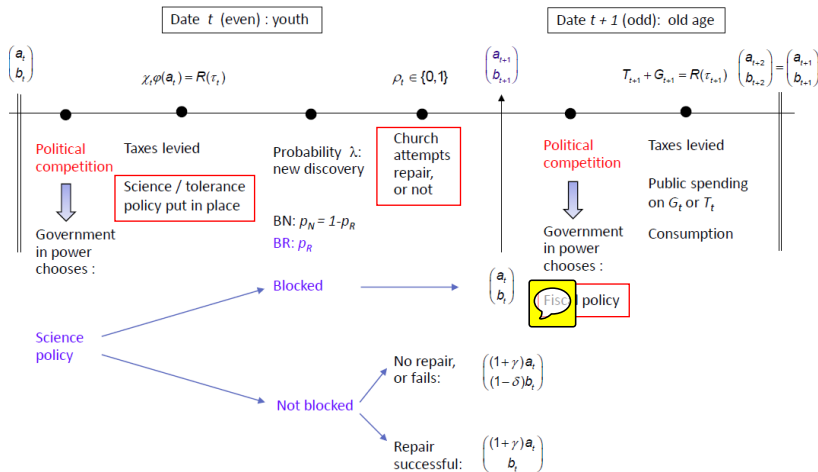 Date t (even) : youth
Date t + 1 (odd): old age
(a_t
b_t)
χ_tφ(a_t) = R(τ_t)
ρ_t ∈ {0,1}
(a_{t+1}
b_{t+1})
T_{t+1} + G_{t+1} = R(τ_{t+1})
(a_{t+2}
b_{t+2}) = (a_{t+1}
b_{t+1})
Political
competition
Government
in power
chooses :
Taxes levied
Science / tolerance
policy put in place
Probability λ:
new discovery
BN: p_N = 1-p_R
BR: p_R
Church
attempts
repair,
or not
Political
competition
Government
in power
chooses :
Taxes levied
Public spending
on G_t or T_t
Consumption
Science
policy
Blocked
(a_t
b_t)
Fiscal policy
Not blocked
No repair,
or fails:
((1+γ)a_t
(1-δ)b_t)
Repair
successful:
((1+γ)a_t
b_t)